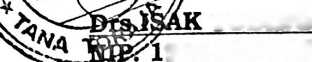 TANA
Drs. ISAK
NIP. 1